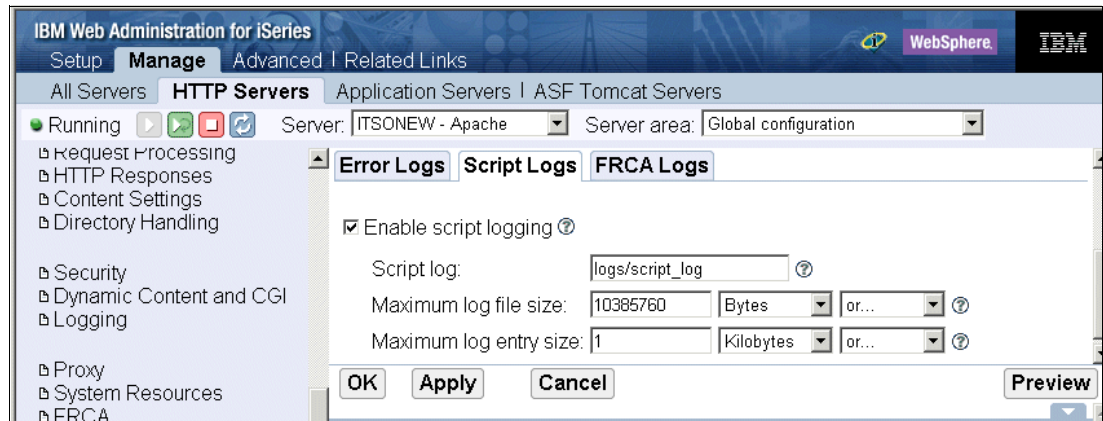 IBM Web Administration for iSeries
WebSphere. IBM
Setup Manage Advanced | Related Links
All Servers HTTP Servers Application Servers | ASF Tomcat Servers
Running Server: ITSONEW - Apache Server area: Global configuration
Request Processing
HTTP Responses
Content Settings
Directory Handling
Security
Dynamic Content and CGI
Logging
Proxy
System Resources
FRCA
Error Logs Script Logs FRCA Logs
Enable script logging ?
Script log: logs/script_log ?
Maximum log file size: 10385760 Bytes or... ?
Maximum log entry size: 1 Kilobytes or... ?
OK Apply Cancel Preview